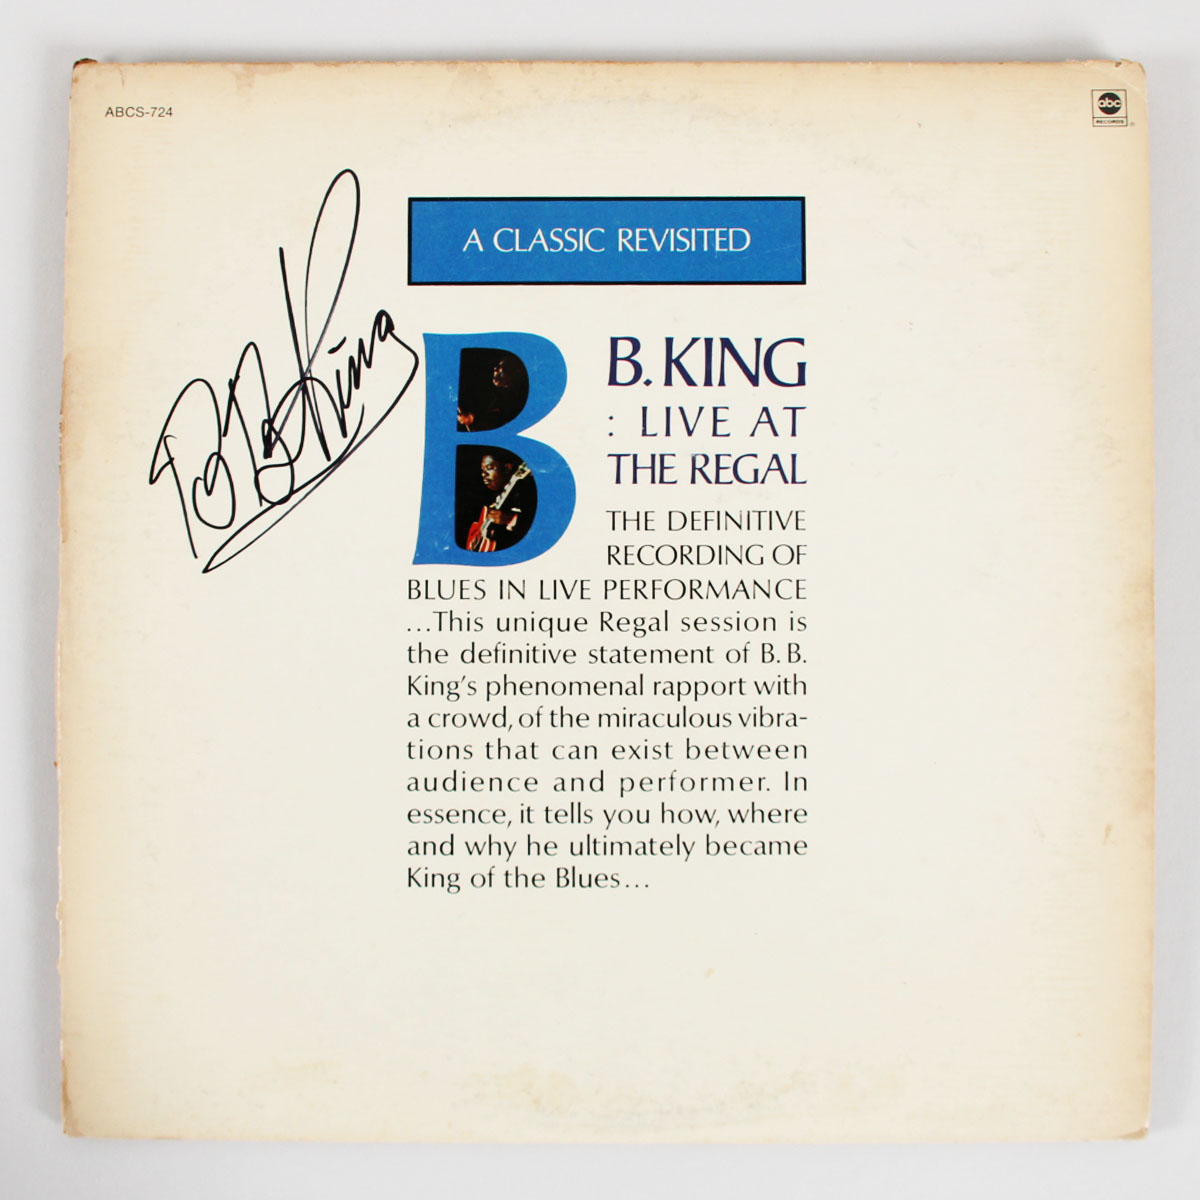 ABCS-724
abc
RECORDS
A CLASSIC REVISITED
B B. KING
: LIVE AT
THE REGAL
THE DEFINITIVE
RECORDING OF
BLUES IN LIVE PERFORMANCE
...This unique Regal session is
the definitive statement of B. B.
King's phenomenal rapport with
a crowd, of the miraculous vibra-
tions that can exist between
audience and performer. In
essence, it tells you how, where
and why he ultimately became
King of the Blues...
BB King